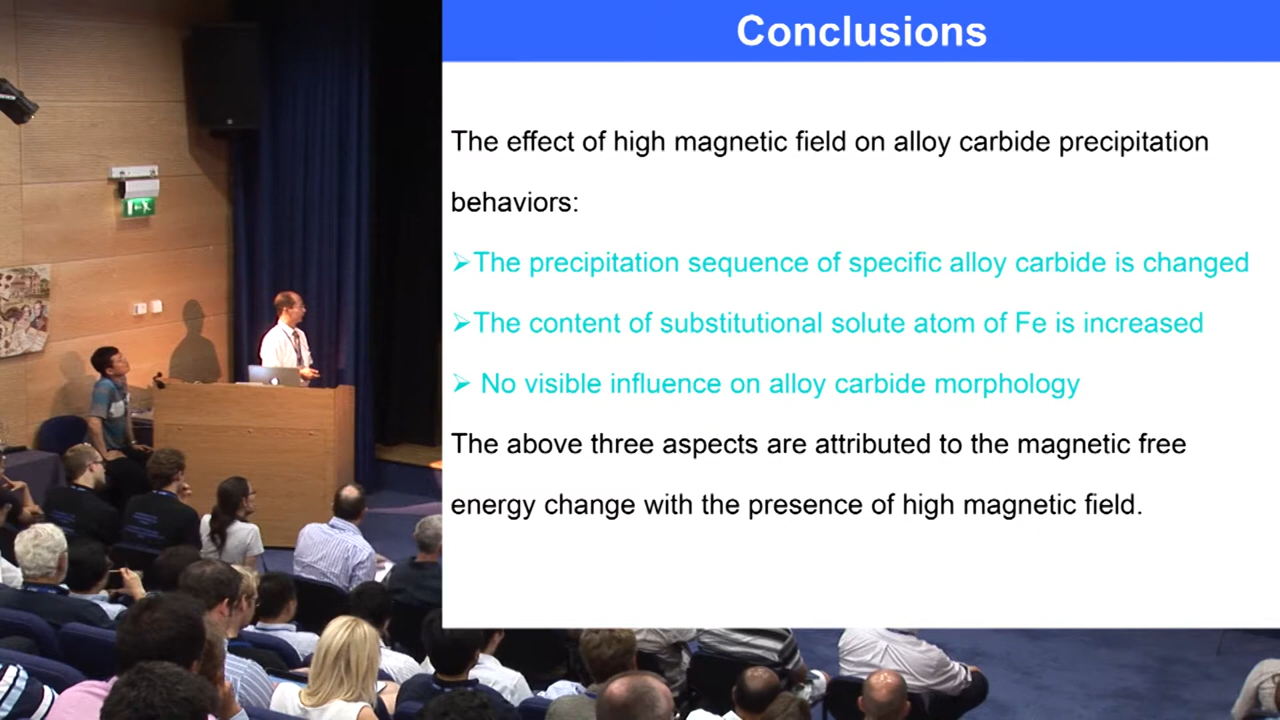 Conclusions
The effect of high magnetic field on alloy carbide precipitation
behaviors:
➢The precipitation sequence of specific alloy carbide is changed
➢The content of substitutional solute atom of Fe is increased
➢ No visible influence on alloy carbide morphology
The above three aspects are attributed to the magnetic free
energy change with the presence of high magnetic field.